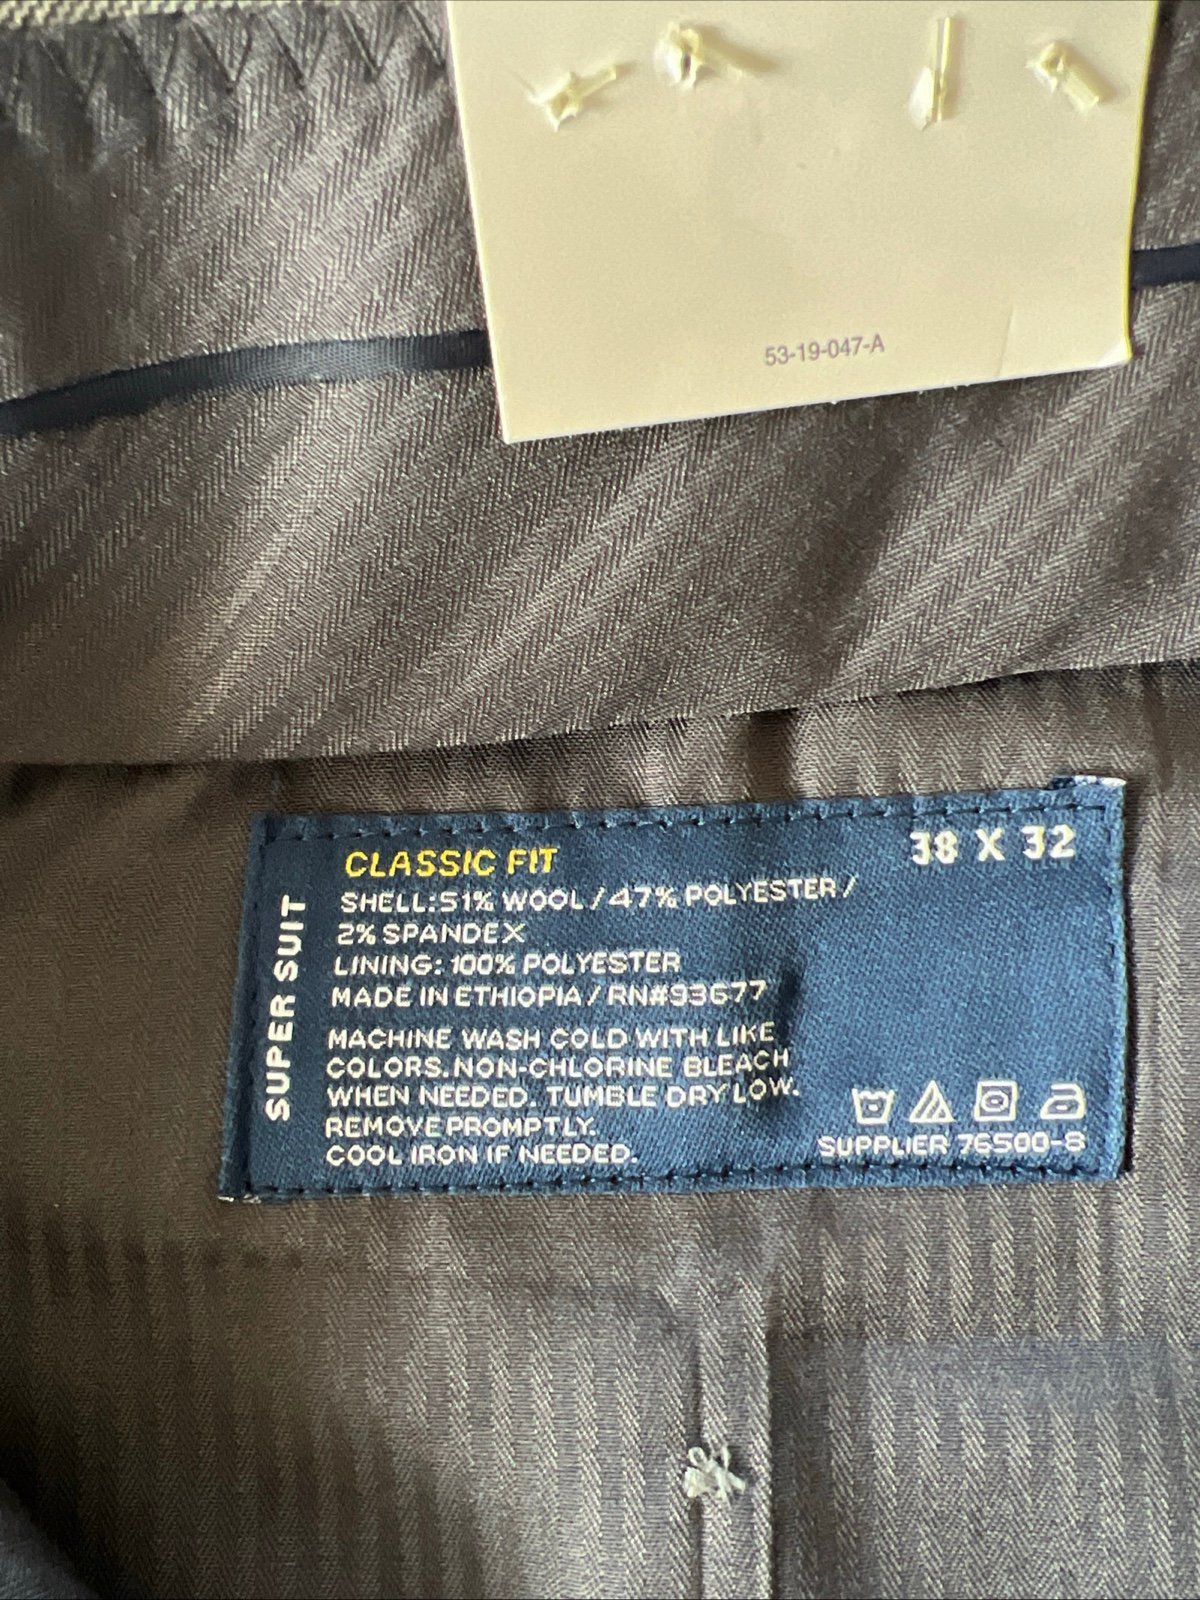 53-19-047-A
SUPER SUIT
CLASSIC FIT
38 X 32
SHELL: 51% WOOL / 47% POLYESTER /
2% SPANDEX
LINING: 100% POLYESTER
MADE IN ETHIOPIA / RN#93677
MACHINE WASH COLD WITH LIKE
COLORS. NON-CHLORINE BLEACH
WHEN NEEDED. TUMBLE DRY LOW.
REMOVE PROMPTLY.
COOL IRON IF NEEDED.
SUPPLIER 76500-8